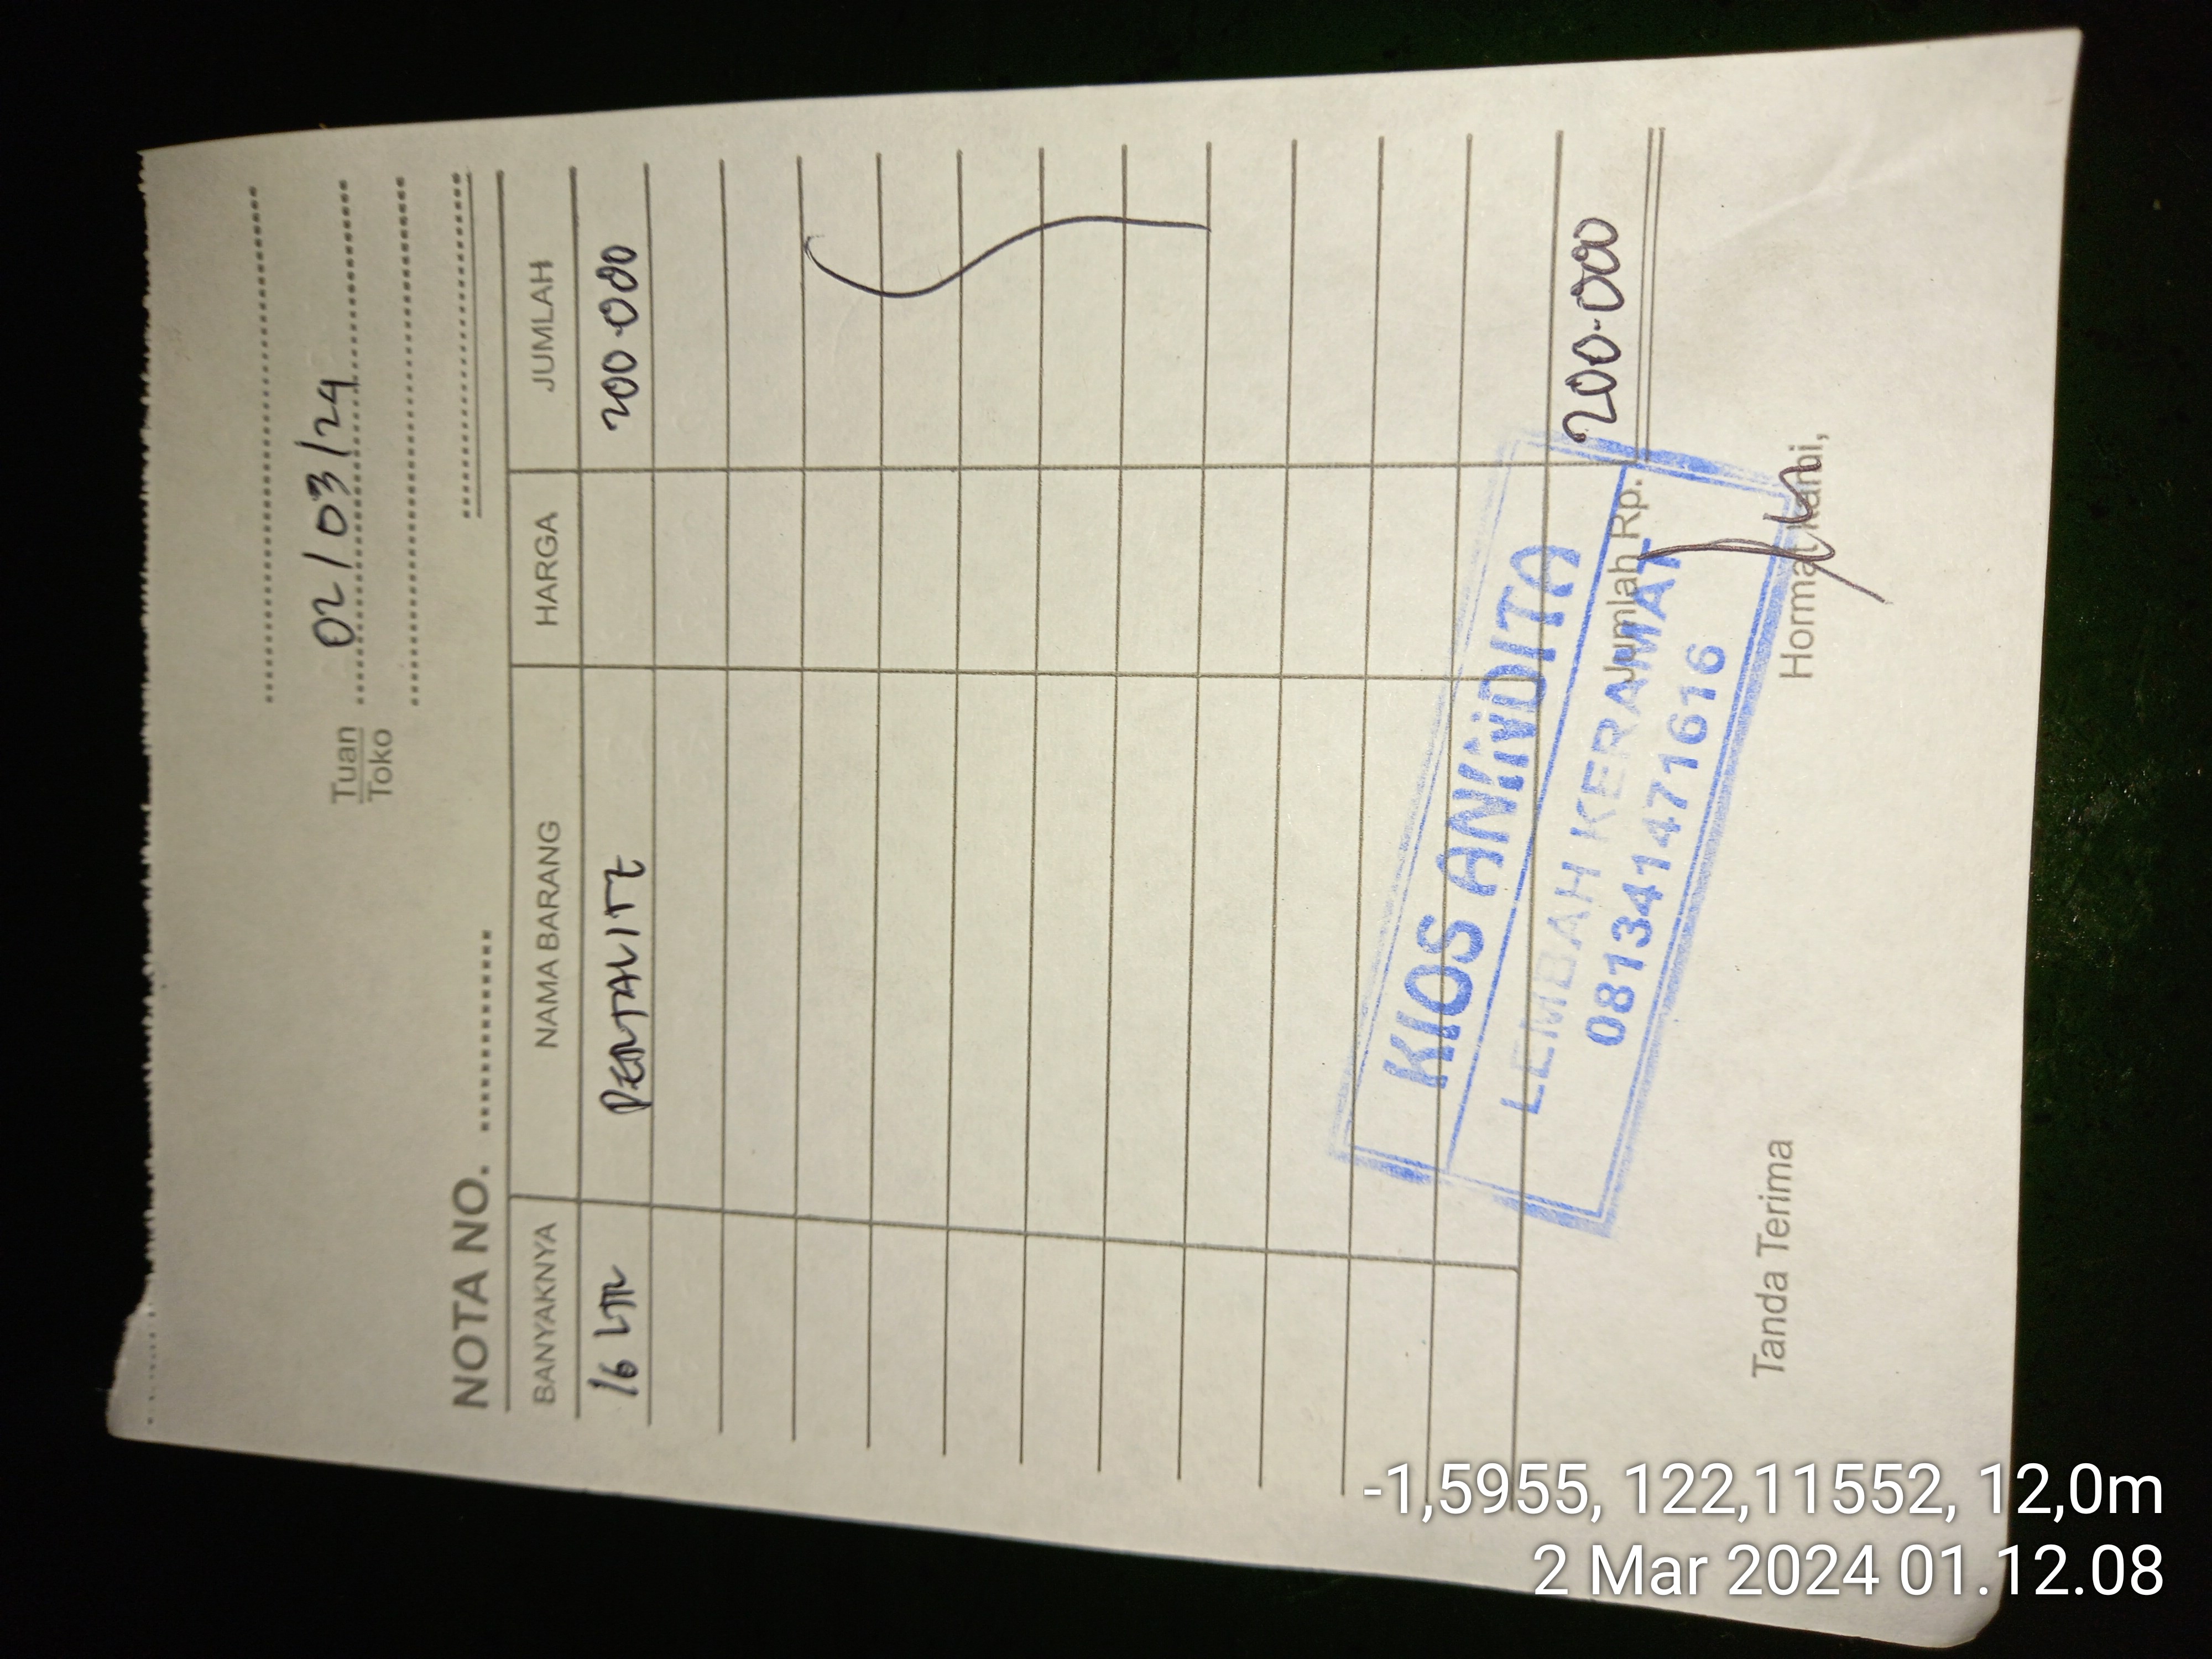 02/03/24
Tuan
Toko
NOTA NO.
BANYAKNYA NAMA BARANG HARGA JUMLAH
16 LTR PERTALITE 200.000
Jumlah Rp. 200.000
KIOS ANINDITA
LEMBAH KERAMAT
081341471616
Tanda Terima Hormat kami,
-1,5955, 122,11552, 12,0m
2 Mar 2024 01.12.08